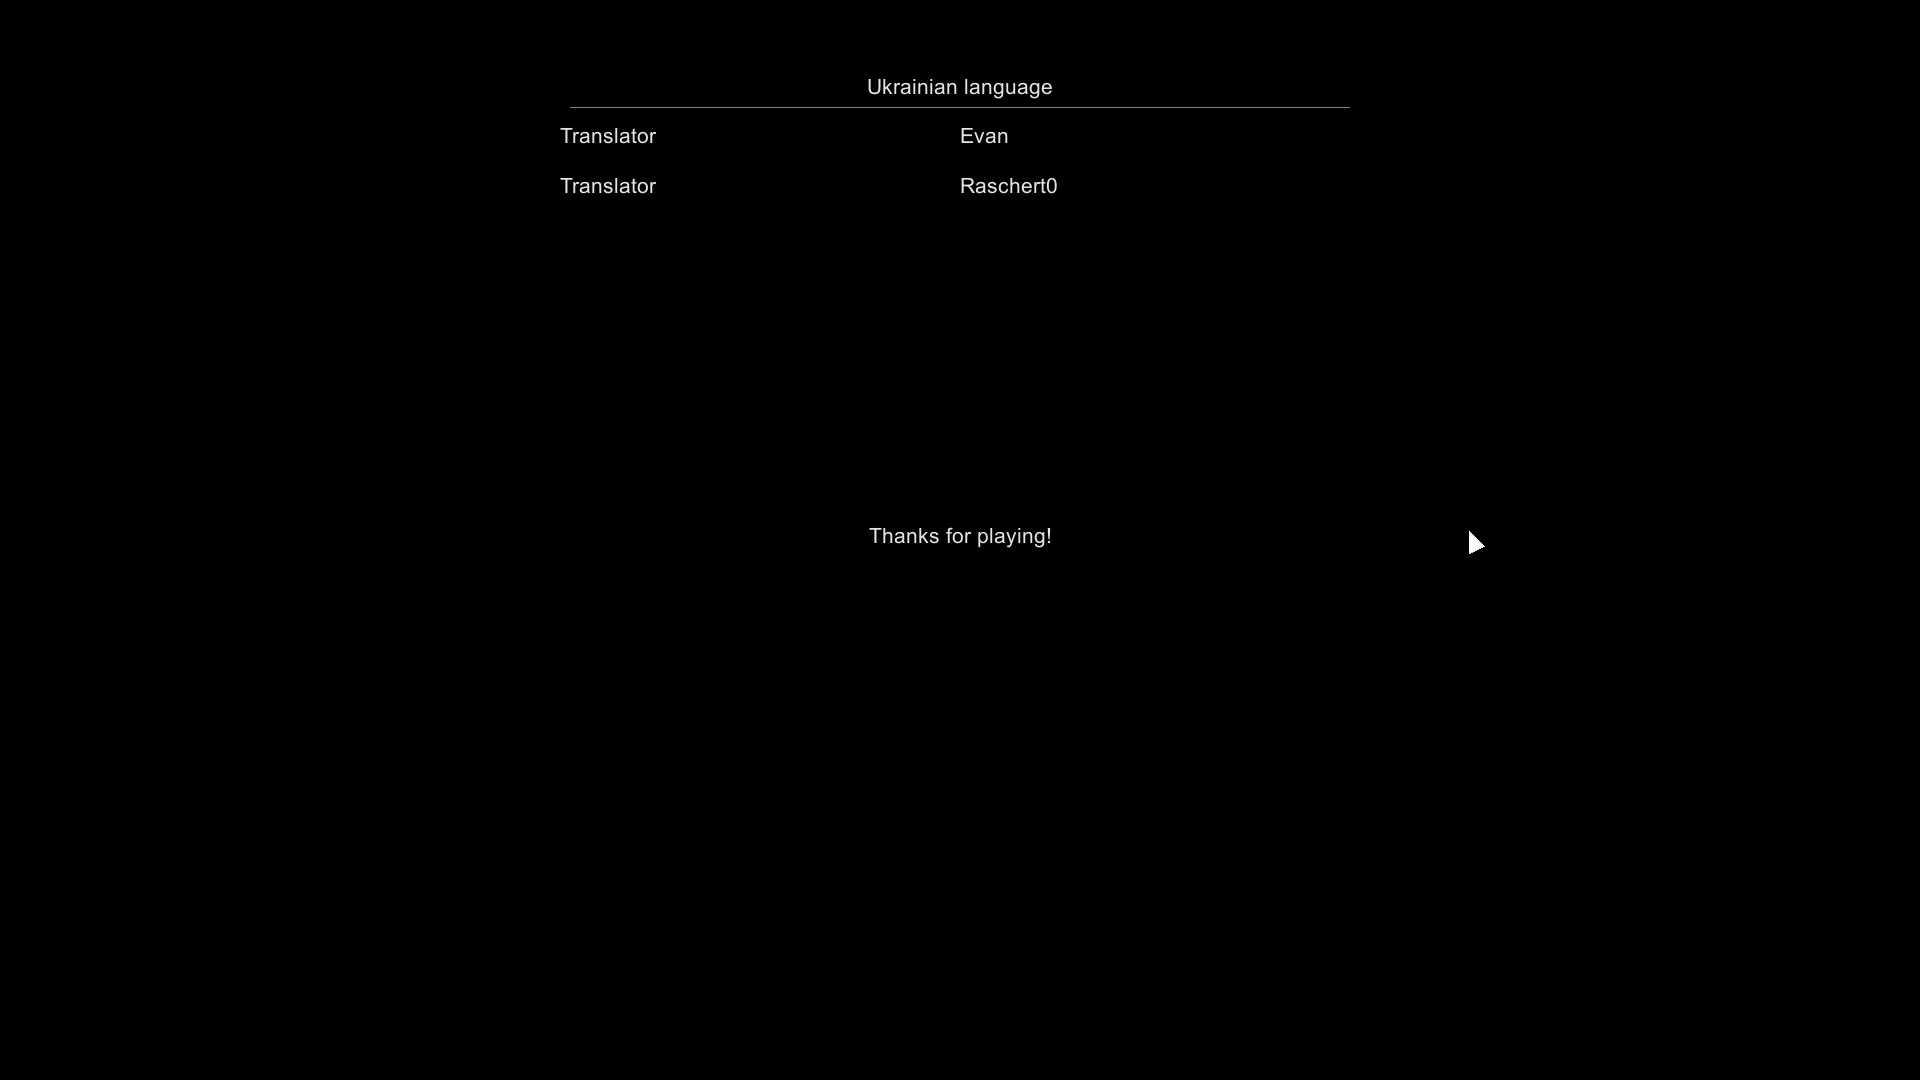 Ukrainian language
Translator Evan
Translator Raschert0
Thanks for playing!